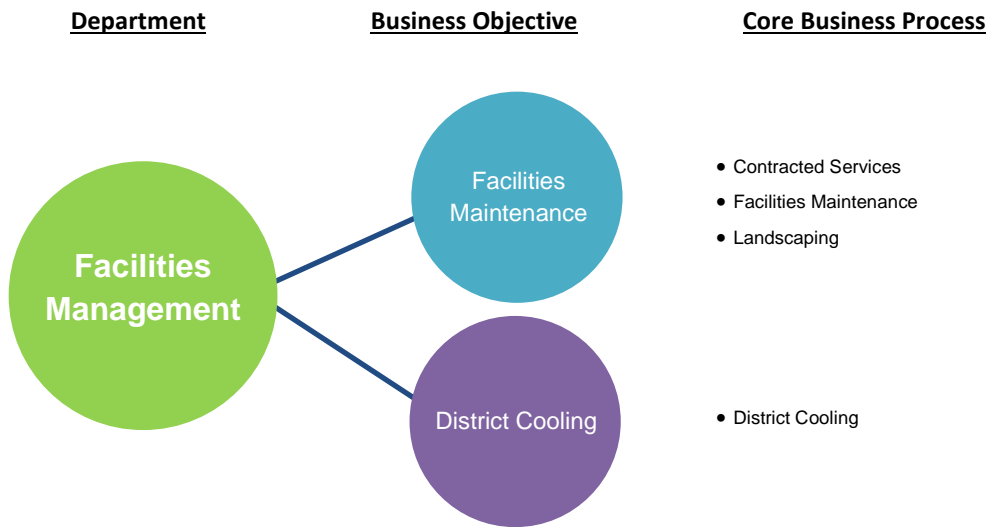 Department
Business Objective
Core Business Process
Facilities
Management
Facilities
Maintenance
• Contracted Services
• Facilities Maintenance
• Landscaping
District Cooling
• District Cooling